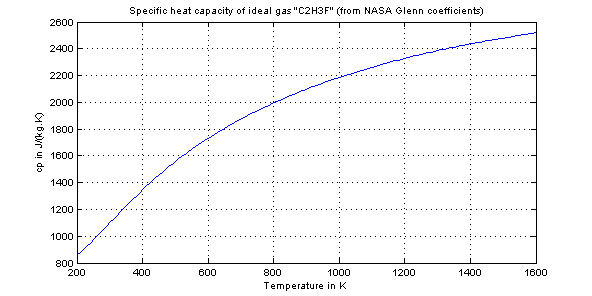 Specific heat capacity of ideal gas "C2H3F" (from NASA Glenn coefficients)
cp in J/(kg.K)
2600
2400
2200
2000
1800
1600
1400
1200
1000
800
200 400 600 800 1000 1200 1400 1600
Temperature in K